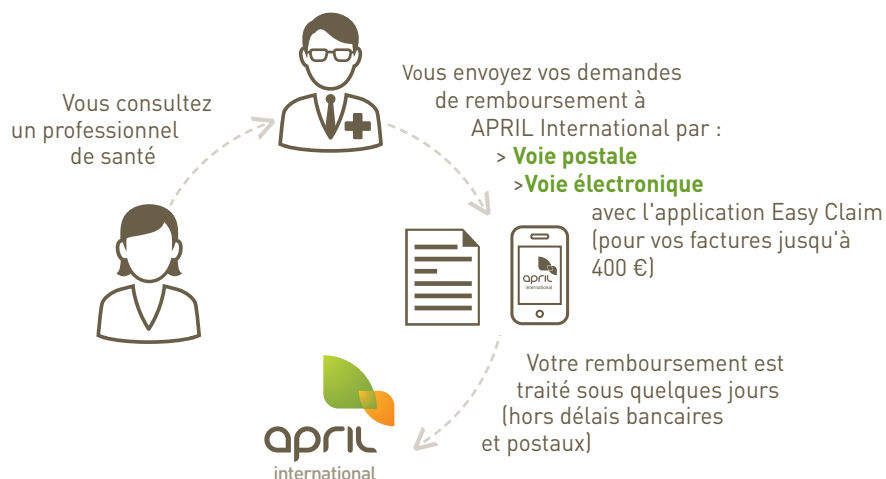 Vous consultez
un professionnel
de santé
Vous envoyez vos demandes
de remboursement à
APRIL International par :
> Voie postale
>Voie électronique
avec l'application Easy Claim
(pour vos factures jusqu'à
400 €)
april
international
Votre remboursement est
traité sous quelques jours
(hors délais bancaires
et postaux)
april
international